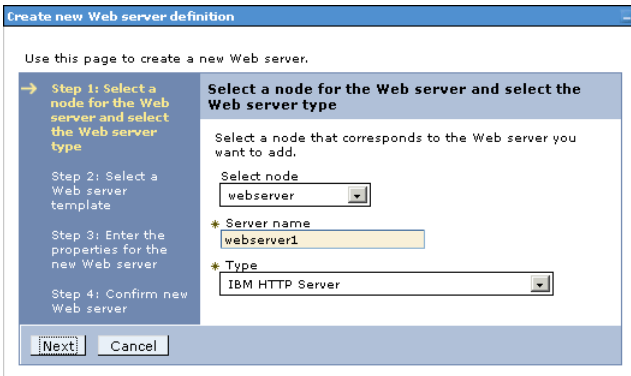 Create new Web server definition
Use this page to create a new Web server.
Step 1: Select a
node for the Web
server and select
the Web server
type
Step 2: Select a
Web server
template
Step 3: Enter the
properties for the
new Web server
Step 4: Confirm new
Web server
Select a node for the Web server and select the
Web server type
Select a node that corresponds to the Web server you
want to add.
Select node
webserver
* Server name
webserver1
* Type
IBM HTTP Server
Next
Cancel